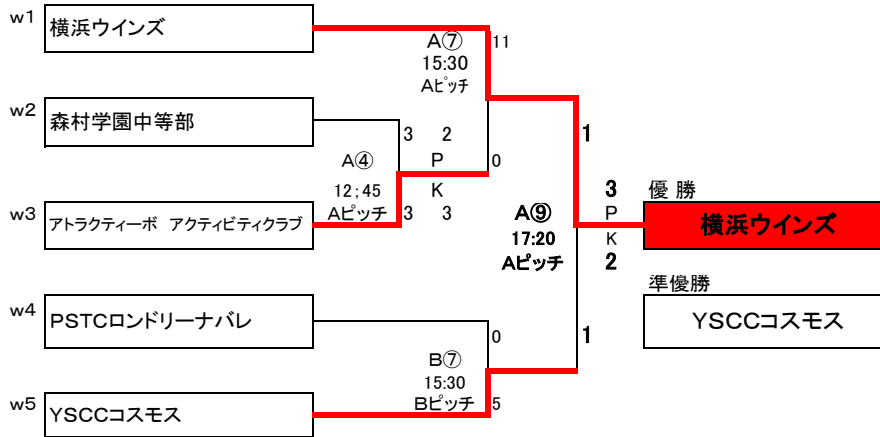 w1
横浜ウインズ
A⑦
15:30
Aピッチ
11
w2
森村学園中等部
3 2
A④
P
0
12;45
K
Aピッチ
3 3
w3
アトラクティーボ アクティビティクラブ
1
A⑨
17:20
Aピッチ
3
P
K
2
優 勝
横浜ウインズ
準優勝
YSCCコスモス
w4
PSTCロンドリーナバレ
0
1
B⑦
15:30
Bピッチ
5
w5
YSCCコスモス